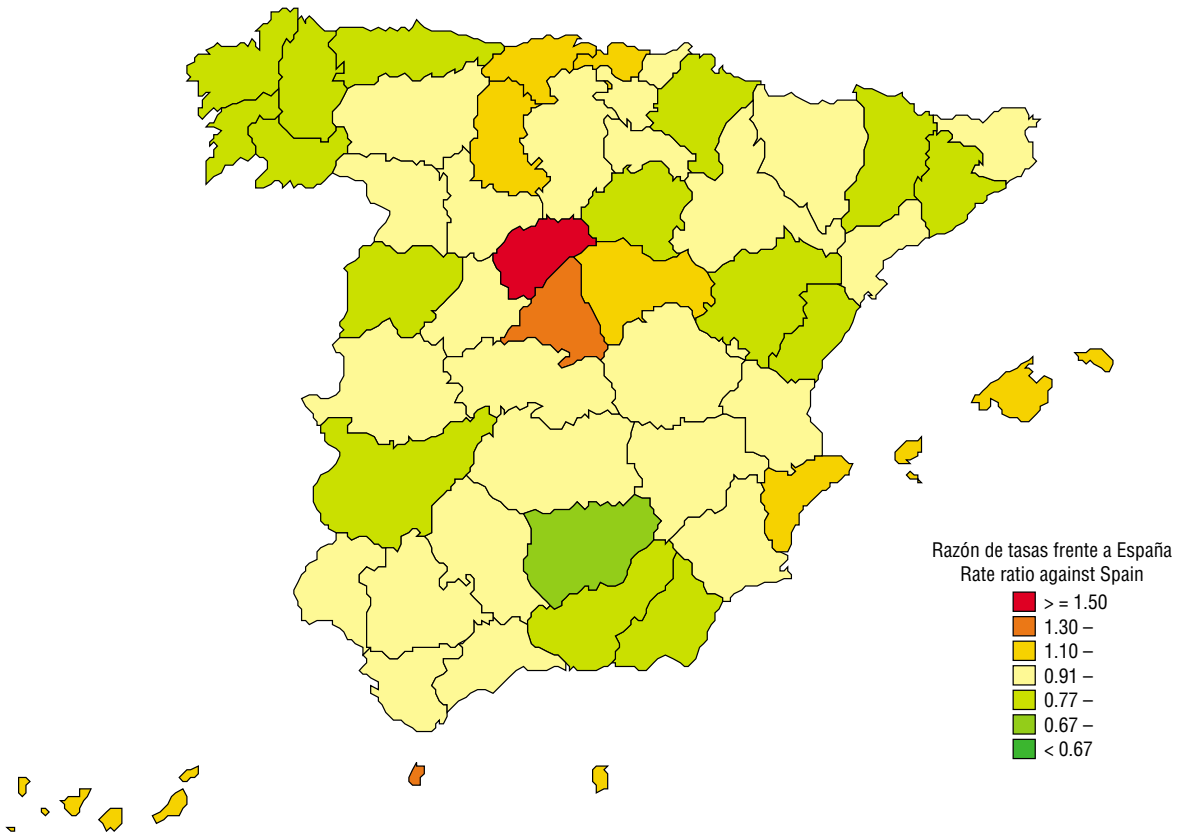 Razón de tasas frente a España
Rate ratio against Spain
> = 1.50
1.30 –
1.10 –
0.91 –
0.77 –
0.67 –
< 0.67